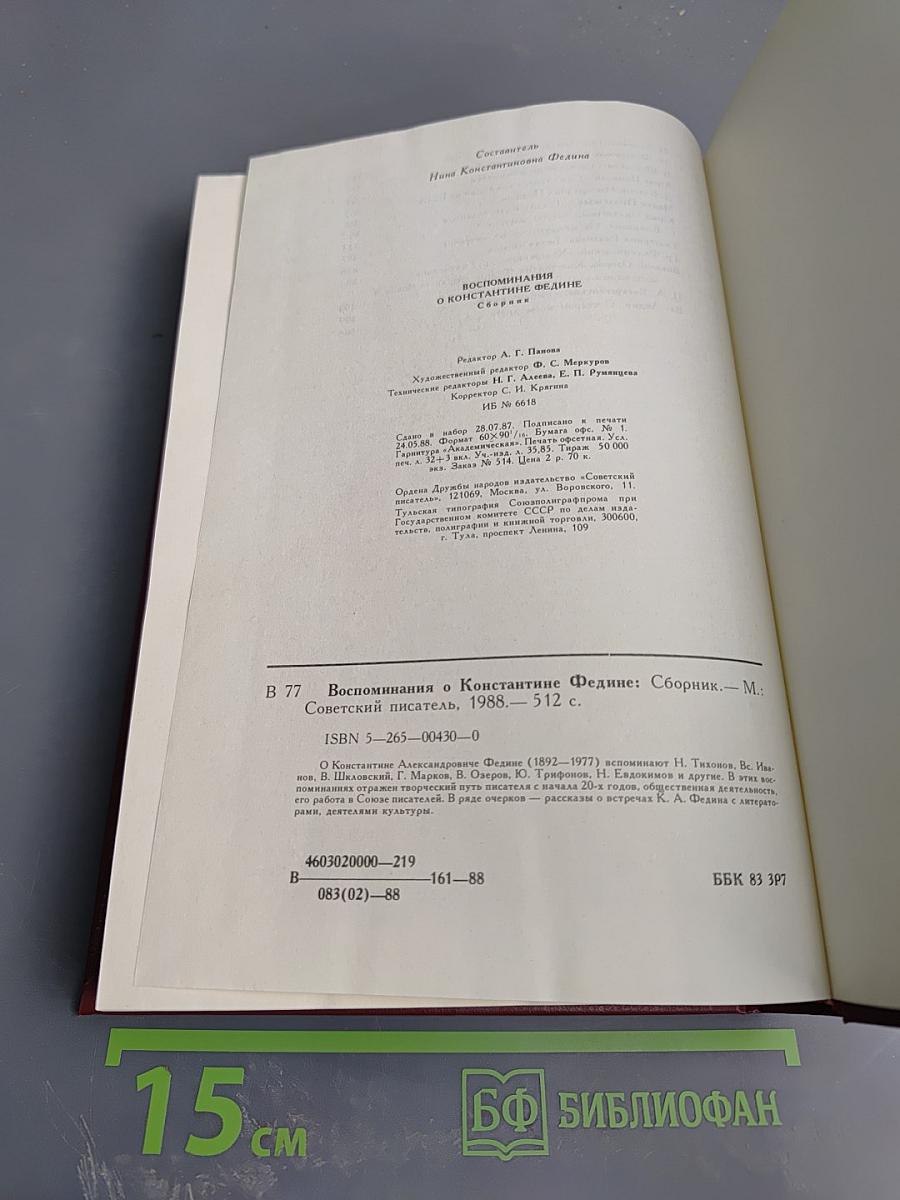 Составитель
Нина Константиновна Федина
ВОСПОМИНАНИЯ
О КОНСТАНТИНЕ ФЕДИНЕ
Сборник
Редактор А. Г. Панова
Художественный редактор Ф. С. Меркуров
Технические редакторы Н. Г. Алеева, Е. П. Румянцева
Корректор С. И. Крягина
ИБ № 6618
Сдано в набор 28.07.87. Подписано к печати
24.05.88. Формат 60×90¹/₁₆. Бумага офс. № 1.
Гарнитура «Академическая». Печать офсетная. Усл.
печ. л. 32+3 вкл. Уч.-изд. л. 35,85. Тираж 50 000
экз. Заказ № 514. Цена 2 р. 70 к.
Ордена Дружбы народов издательство «Советский
писатель», 121069, Москва, ул. Воровского, 11.
Тульская типография Союзполиграфпрома при
Государственном комитете СССР по делам изда-
тельств, полиграфии и книжной торговли, 300600,
г. Тула, проспект Ленина, 109
В 77 Воспоминания о Константине Федине: Сборник.— М.:
Советский писатель, 1988.— 512 с.
ISBN 5—265—00430—0
О Константине Александровиче Федине (1892—1977) вспоминают Н. Тихонов, Вс. Ива-
нов, В. Шкловский, Г. Марков, В. Озеров, Ю. Трифонов, Н. Евдокимов и другие. В этих вос-
поминаниях отражен творческий путь писателя с начала 20-х годов, общественная деятельность,
его работа в Союзе писателей. В ряде очерков — рассказы о встречах К. А. Федина с литерато-
рами, деятелями культуры.
4603020000—219
В 161—88
083(02)—88
ББК 83 3Р7
15 см
БФ БИБЛИОФАН